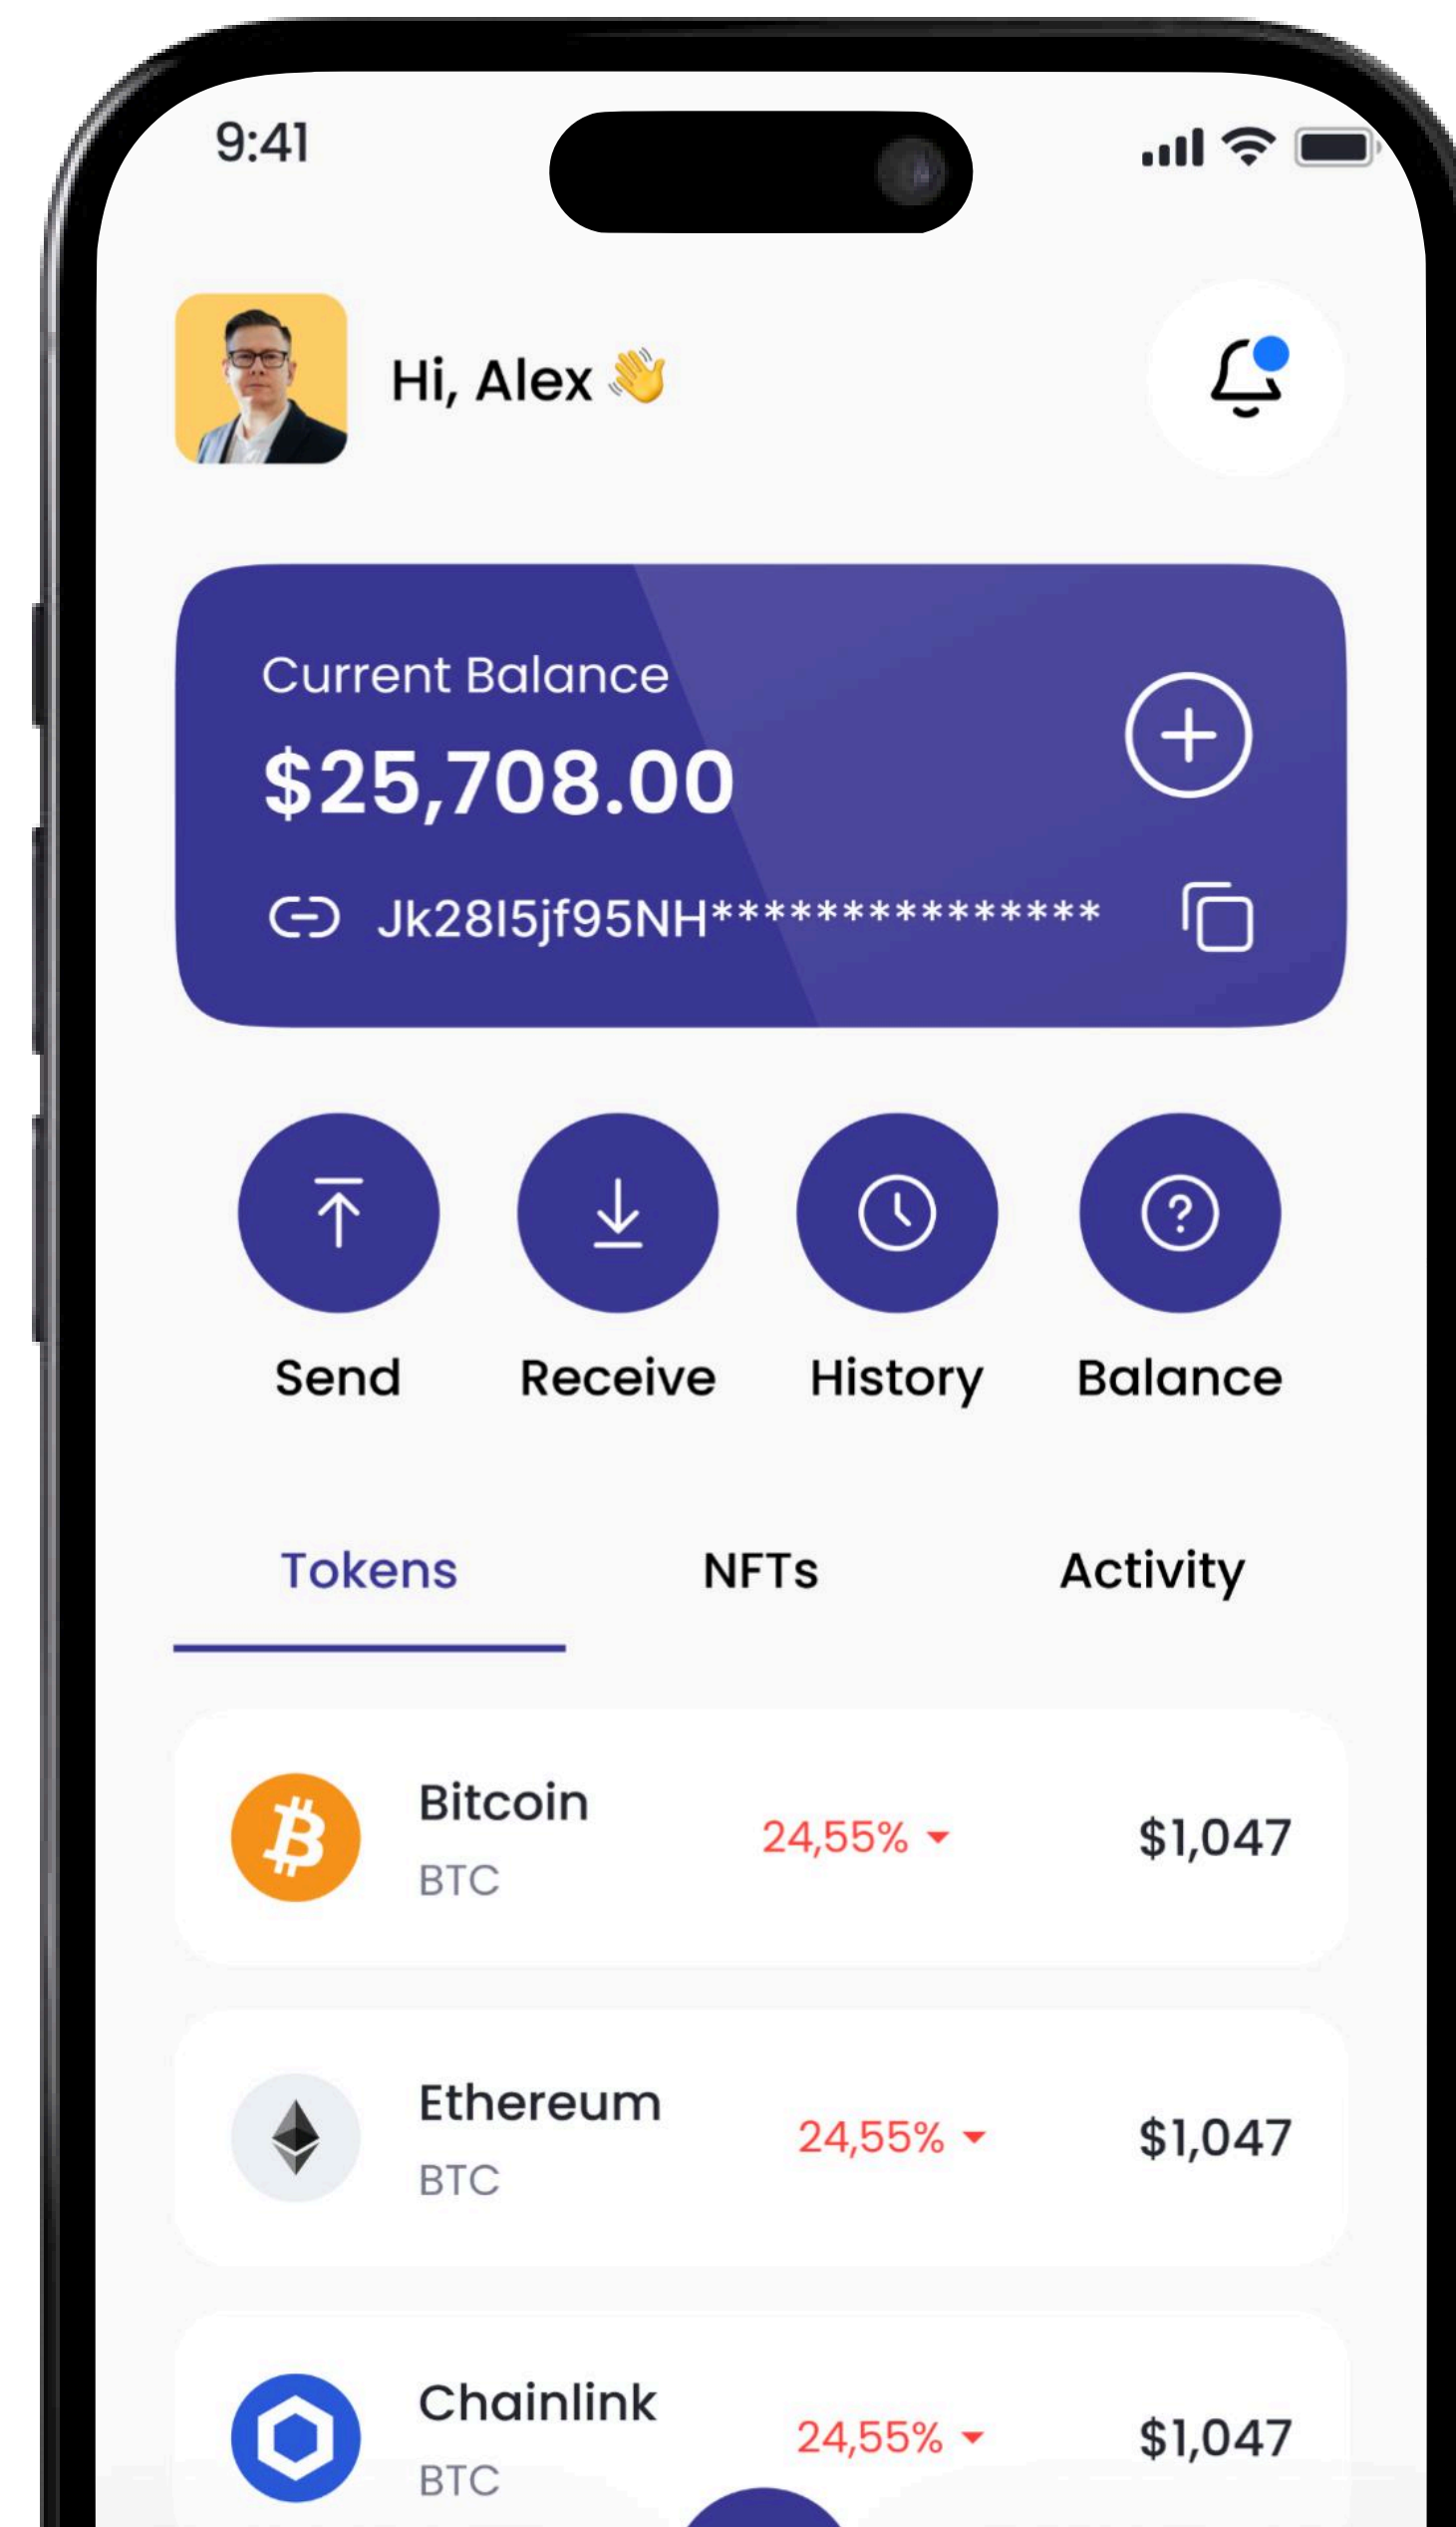 9:41
Hi, Alex 👋
Current Balance
$25,708.00
Jk28I5jf95NH***************
Send
Receive
History
Balance
Tokens
NFTs
Activity
Bitcoin
24,55%
$1,047
BTC
Ethereum
24,55%
$1,047
BTC
Chainlink
24,55%
$1,047
BTC